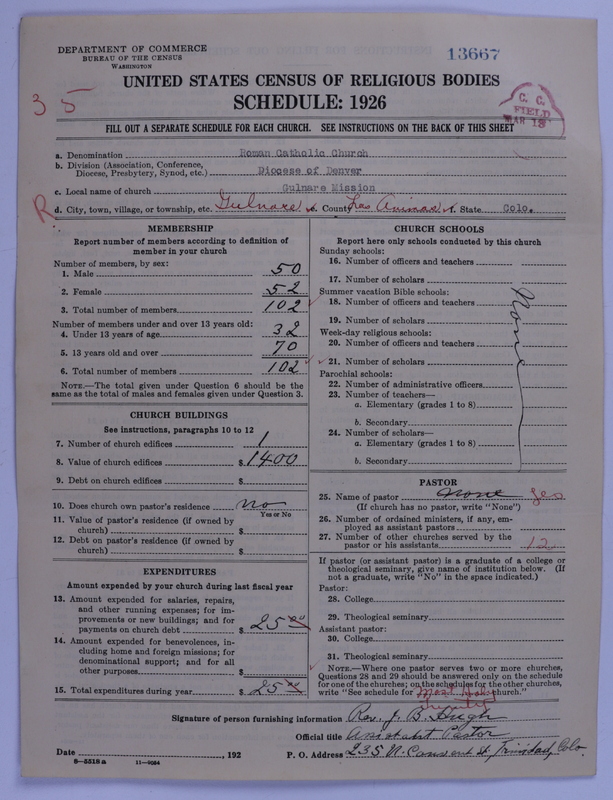 DEPARTMENT OF COMMERCE
BUREAU OF THE CENSUS
WASHINGTON
13667
UNITED STATES CENSUS OF RELIGIOUS BODIES
SCHEDULE: 1926
35
C. C.
FIELD
MAR 18
FILL OUT A SEPARATE SCHEDULE FOR EACH CHURCH. SEE INSTRUCTIONS ON THE BACK OF THIS SHEET
a. Denomination Roman Catholic Church
b. Division (Association, Conference,
Diocese, Presbytery, Synod, etc.) Diocese of Denver
c. Local name of church Gulnare Mission
R
d. City, town, village, or township, etc. Gulnare County Las Animas State Colo.
MEMBERSHIP
Report number of members according to definition of
member in your church
Number of members, by sex:
1. Male 50
2. Female 52
3. Total number of members 102
Number of members under and over 13 years old:
4. Under 13 years of age 32
5. 13 years old and over 70
6. Total number of members 102
NOTE.—The total given under Question 6 should be the
same as the total of males and females given under Question 3.
CHURCH BUILDINGS
See instructions, paragraphs 10 to 12
7. Number of church edifices 1
8. Value of church edifices $1400
9. Debt on church edifices $
10. Does church own pastor's residence no
Yes or No
11. Value of pastor's residence (if owned by
church) $
12. Debt on pastor's residence (if owned by
church) $
EXPENDITURES
Amount expended by your church during last fiscal year
13. Amount expended for salaries, repairs,
and other running expenses; for im-
provements or new buildings; and for
payments on church debt $25 00
14. Amount expended for benevolences, in-
cluding home and foreign missions; for
denominational support; and for all
other purposes $
15. Total expenditures during year $25 00
CHURCH SCHOOLS
Report here only schools conducted by this church
Sunday schools:
16. Number of officers and teachers
17. Number of scholars
Summer vacation Bible schools:
18. Number of officers and teachers
None
19. Number of scholars
Week-day religious schools:
20. Number of officers and teachers
21. Number of scholars
Parochial schools:
22. Number of administrative officers
23. Number of teachers—
a. Elementary (grades 1 to 8)
b. Secondary
24. Number of scholars—
a. Elementary (grades 1 to 8)
b. Secondary
PASTOR
25. Name of pastor none yes
(If church has no pastor, write "None")
26. Number of ordained ministers, if any, em-
ployed as assistant pastors
27. Number of other churches served by the
pastor or his assistants 12
If pastor (or assistant pastor) is a graduate of a college or
theological seminary, give name of institution below. (If
not a graduate, write "No" in the space indicated.)
Pastor:
28. College
29. Theological seminary
Assistant pastor:
30. College
31. Theological seminary
NOTE.—Where one pastor serves two or more churches,
Questions 28 and 29 should be answered only on the schedule
for one of the churches; on the schedules for the other churches,
write "See schedule for Most Holy church."
Trinity
Signature of person furnishing information Rev. J. B.
Official title Assistant Pastor
Date , 192 P. O. Address 235 N. Convent st, Trinidad, Colo.
6—5518 a 11—9064